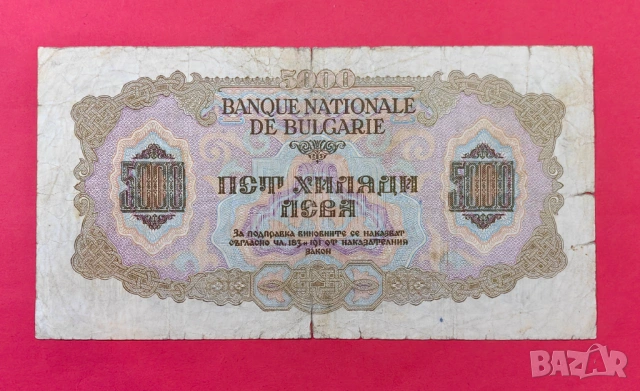 5000
BANQUE NATIONALE
DE BULGARIE
5000 ПЕТ ХИЛЯДИ 5000
ЛЕВА
ЗА ПОДПРАВКА ВИНОВНИТЕ СЕ НАКАЗВАТ
СЪГЛАСНО ЧЛ. 183 И 191 ОТ НАКАЗАТЕЛНИЯ
ЗАКОН
BAZAR